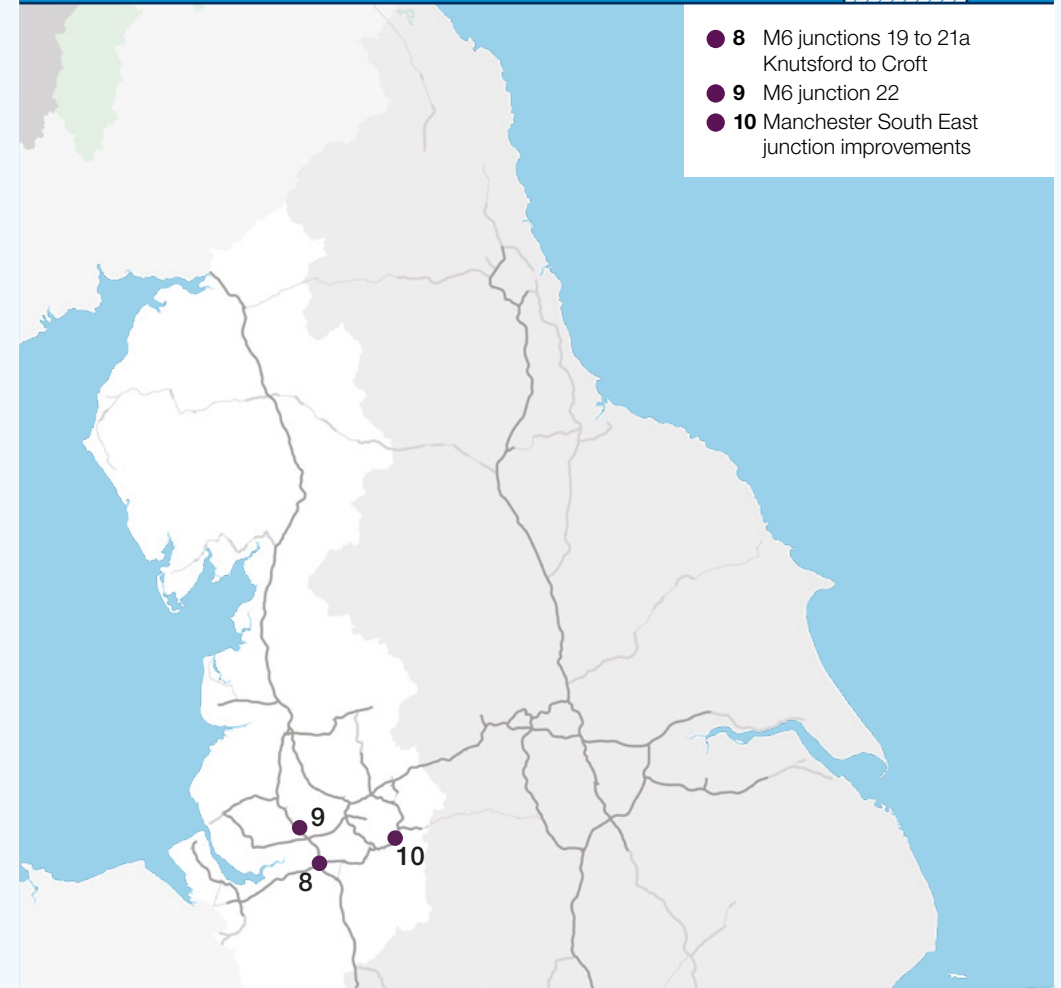 8 M6 junctions 19 to 21a
Knutsford to Croft
9 M6 junction 22
10 Manchester South East
junction improvements
9
10
8